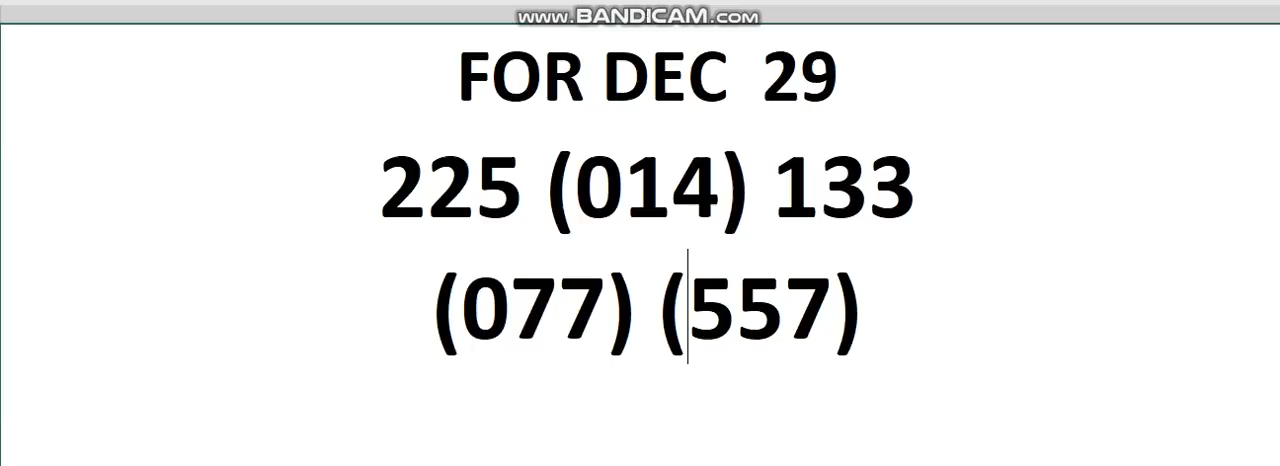 www.BANDICAM.com
FOR DEC 29
225 (014) 133
(077) (557)